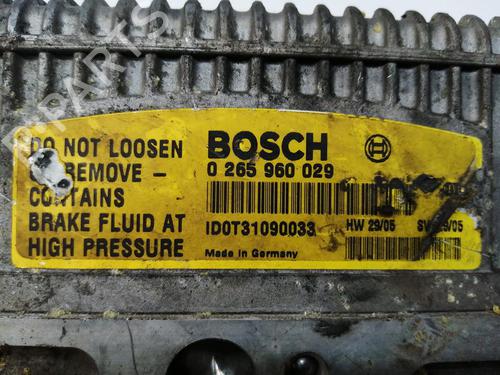 DO NOT LOOSEN
REMOVE -
CONTAINS
BRAKE FLUID AT
HIGH PRESSURE
BOSCH
0 265 960 029
ID0T31090033
HW 29/05
Made in Germany